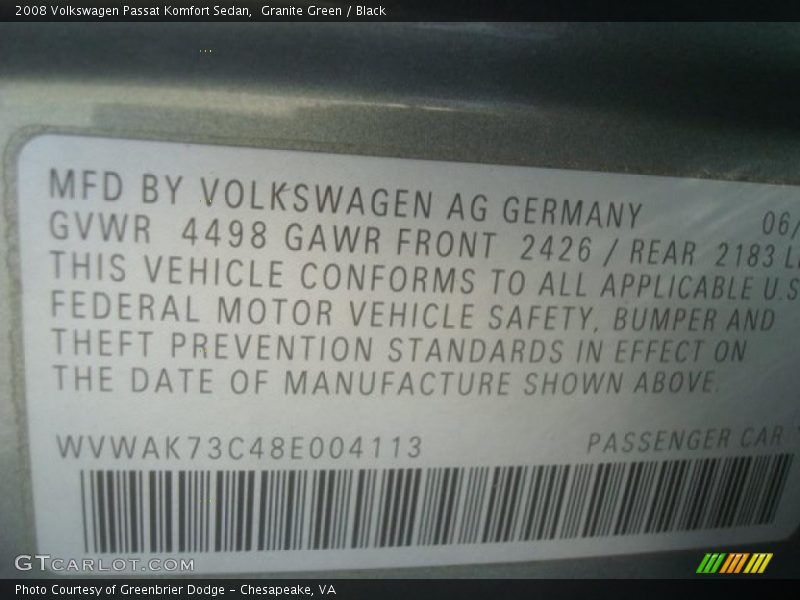 2008 Volkswagen Passat Komfort Sedan,  Granite Green / Black
MFD BY VOLKSWAGEN AG GERMANY 06/
GVWR 4498 GAWR FRONT 2426 / REAR 2183 L
THIS VEHICLE CONFORMS TO ALL APPLICABLE U.S
FEDERAL MOTOR VEHICLE SAFETY, BUMPER AND
THEFT PREVENTION STANDARDS IN EFFECT ON
THE DATE OF MANUFACTURE SHOWN ABOVE.
WVWAK73C48E004113 PASSENGER CAR
GTCARLOT.COM
Photo Courtesy of Greenbrier Dodge - Chesapeake, VA